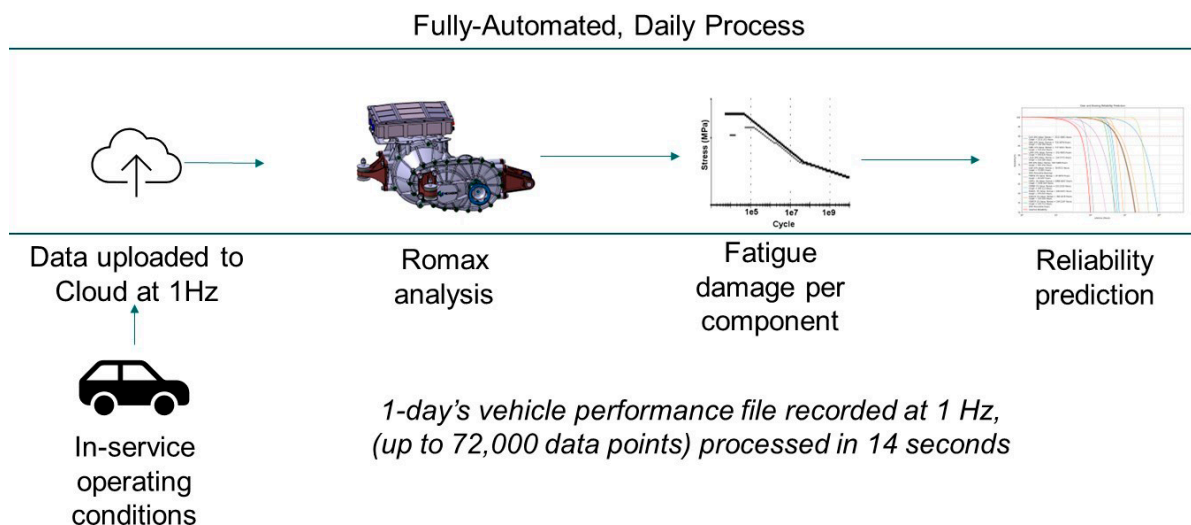 Fully-Automated, Daily Process
Stress (MPa)
1e5 1e7 1e9
Cycle
Data uploaded to
Cloud at 1Hz
Romax
analysis
Fatigue
damage per
component
Reliability
prediction
In-service
operating
conditions
1-day's vehicle performance file recorded at 1 Hz,
(up to 72,000 data points) processed in 14 seconds